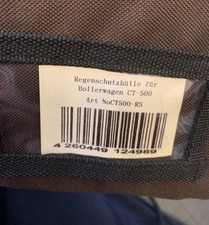 Regenschutzhülle für
Bollerwagen CT-500
Art NoCT500-RS
4 260449 124989